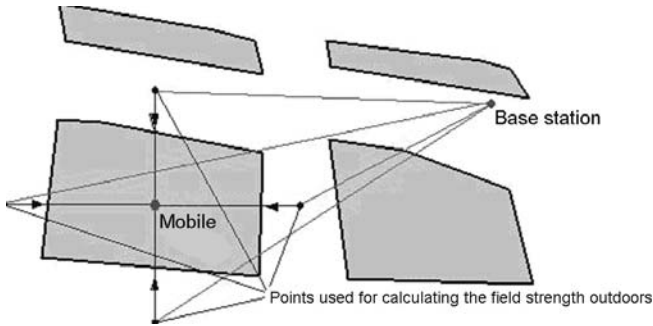 Base station
Mobile
Points used for calculating the field strength outdoors